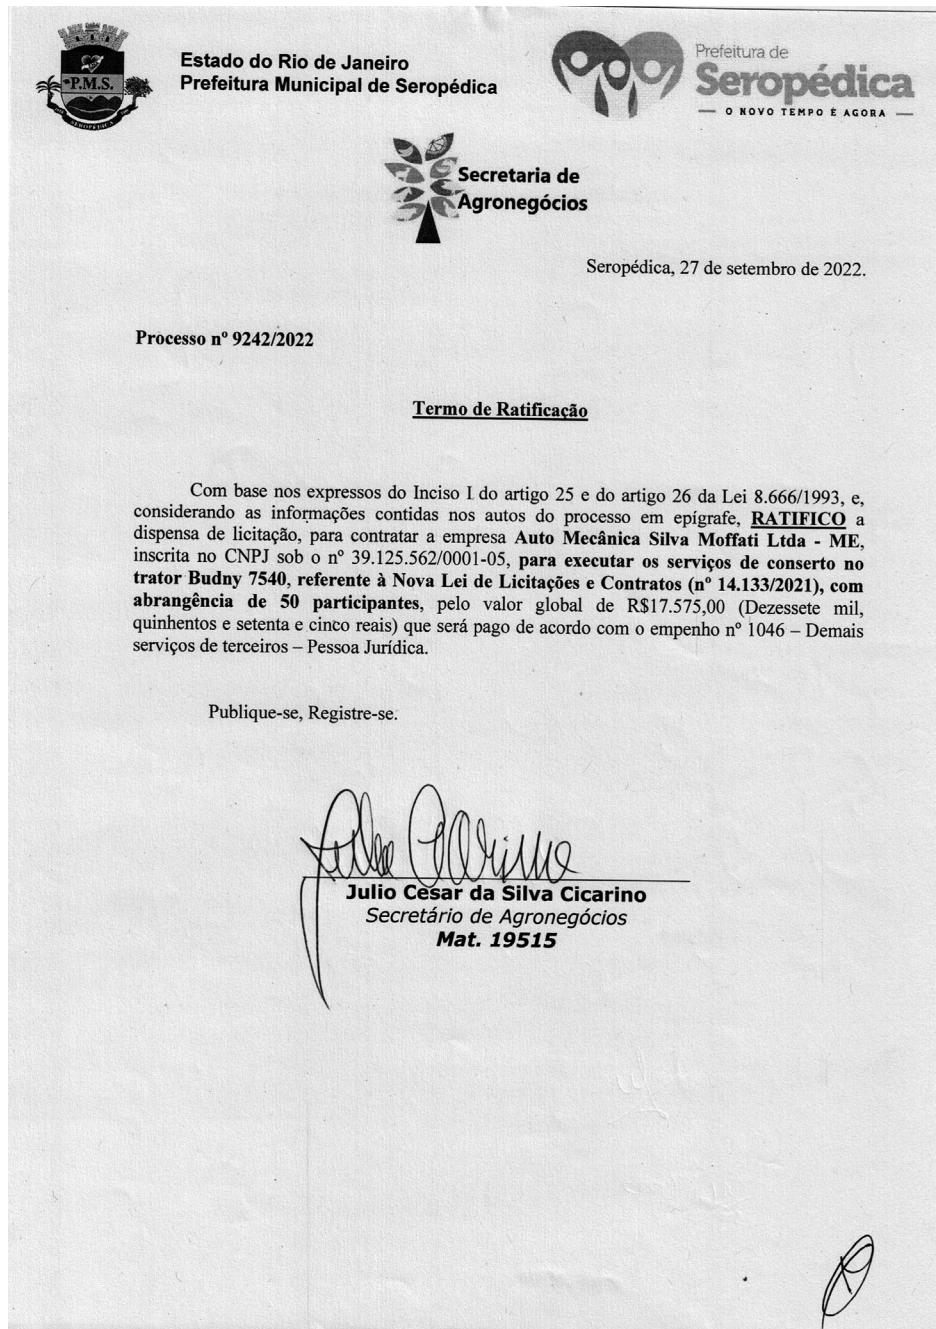 Estado do Rio de Janeiro
Prefeitura Municipal de Seropédica
P.M.S.
SEROPÉDICA
Prefeitura de
Seropédica
O NOVO TEMPO É AGORA
Secretaria de
Agronegócios
Seropédica, 27 de setembro de 2022.
Processo nº 9242/2022
Termo de Ratificação
Com base nos expressos do Inciso I do artigo 25 e do artigo 26 da Lei 8.666/1993, e,
considerando as informações contidas nos autos do processo em epígrafe, RATIFICO a
dispensa de licitação, para contratar a empresa Auto Mecânica Silva Moffati Ltda - ME,
inscrita no CNPJ sob o nº 39.125.562/0001-05, para executar os serviços de conserto no
trator Budny 7540, referente à Nova Lei de Licitações e Contratos (nº 14.133/2021), com
abrangência de 50 participantes, pelo valor global de R$17.575,00 (Dezessete mil,
quinhentos e setenta e cinco reais) que será pago de acordo com o empenho nº 1046 – Demais
serviços de terceiros – Pessoa Jurídica.
Publique-se, Registre-se.
Julio Cesar da Silva Cicarino
Secretário de Agronegócios
Mat. 19515